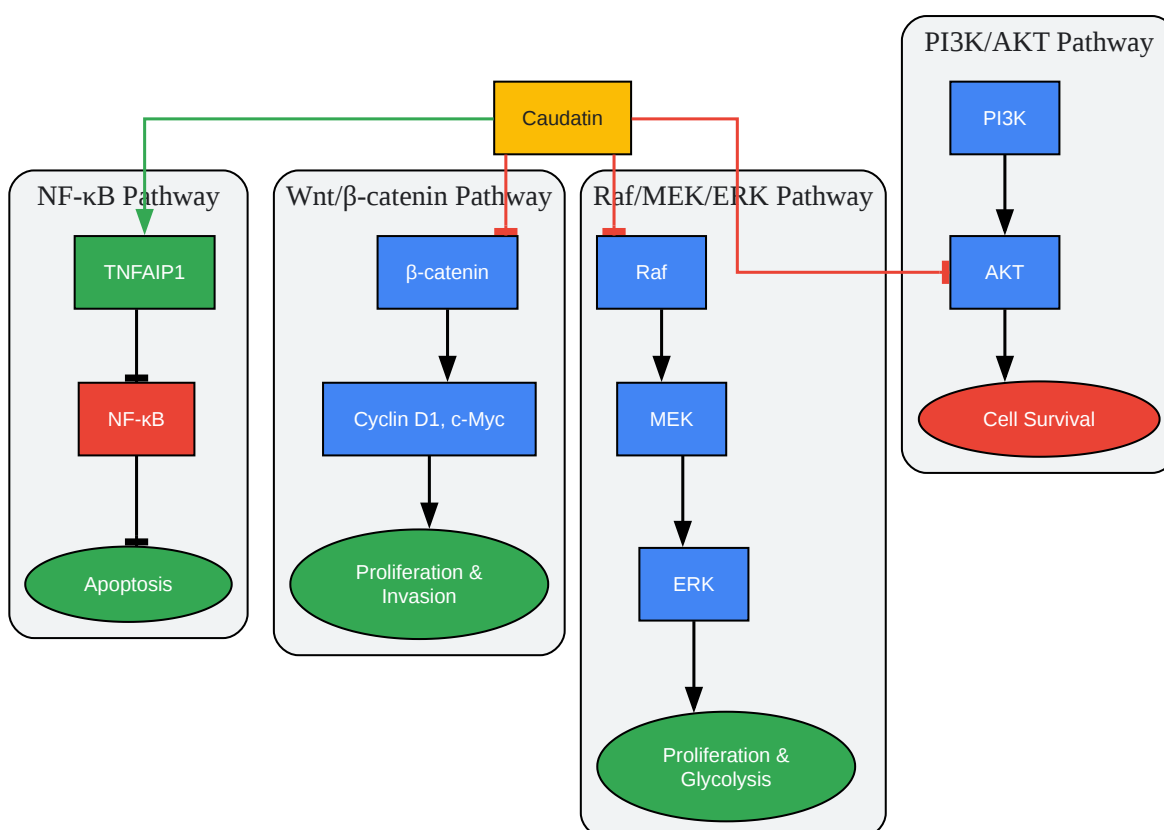 PI3K/AKT Pathway
Caudatin
PI3K
NF-κB Pathway
Wnt/β-catenin Pathway
Raf/MEK/ERK Pathway
TNFAIP1
β-catenin
Raf
AKT
NF-κB
Cyclin D1, c-Myc
MEK
Cell Survival
Apoptosis
Proliferation &
Invasion
ERK
Proliferation &
Glycolysis